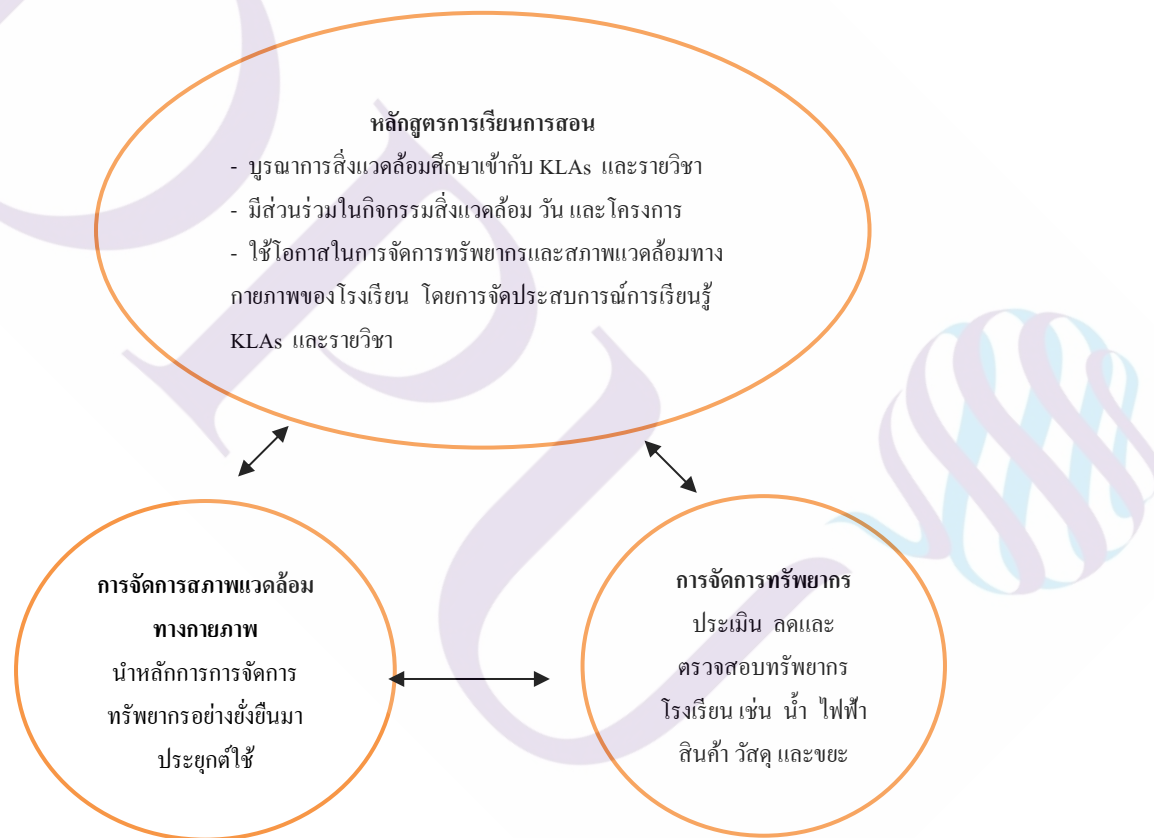 หลักสูตรการเรียนการสอน
- บูรณาการสิ่งแวดล้อมศึกษาเข้ากับ KLAs และรายวิชา
- มีส่วนร่วมในกิจกรรมสิ่งแวดล้อม วัน และโครงการ
- ใช้โอกาสในการจัดการทรัพยากรและสภาพแวดล้อมทาง
กายภาพของโรงเรียน โดยการจัดประสบการณ์การเรียนรู้
KLAs และรายวิชา
การจัดการสภาพแวดล้อม
ทางกายภาพ
นำหลักการการจัดการ
ทรัพยากรอย่างยั่งยืนมา
ประยุกต์ใช้
การจัดการทรัพยากร
ประเมิน ลดและ
ตรวจสอบทรัพยากร
โรงเรียน เช่น น้ำ ไฟฟ้า
สินค้า วัสดุ และขยะ
DPU